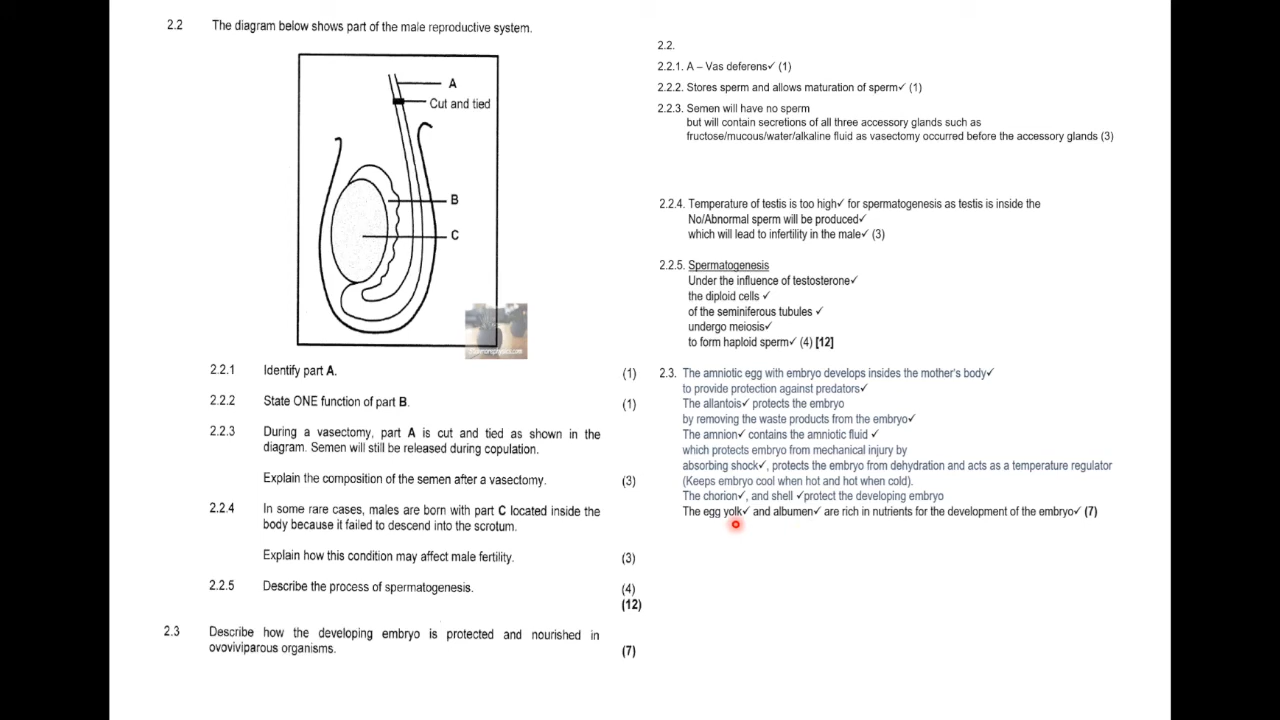 2.2 The diagram below shows part of the male reproductive system.
A
Cut and tied
B
C
2.2.1 Identify part A. (1)
2.2.2 State ONE function of part B. (1)
2.2.3 During a vasectomy, part A is cut and tied as shown in the
diagram. Semen will still be released during copulation.
Explain the composition of the semen after a vasectomy. (3)
2.2.4 In some rare cases, males are born with part C located inside the
body because it failed to descend into the scrotum.
Explain how this condition may affect male fertility. (3)
2.2.5 Describe the process of spermatogenesis. (4)
(12)
2.3 Describe how the developing embryo is protected and nourished in
ovoviviparous organisms. (7)
2.2.
2.2.1. A – Vas deferens✓ (1)
2.2.2. Stores sperm and allows maturation of sperm✓ (1)
2.2.3. Semen will have no sperm
but will contain secretions of all three accessory glands such as
fructose/mucous/water/alkaline fluid as vasectomy occurred before the accessory glands (3)
2.2.4. Temperature of testis is too high✓ for spermatogenesis as testis is inside the
No/Abnormal sperm will be produced✓
which will lead to infertility in the male✓ (3)
2.2.5. Spermatogenesis
Under the influence of testosterone✓
the diploid cells ✓
of the seminiferous tubules ✓
undergo meiosis✓
to form haploid sperm✓ (4) [12]
2.3. The amniotic egg with embryo develops insides the mother's body✓
to provide protection against predators✓
The allantois✓ protects the embryo
by removing the waste products from the embryo✓
The amnion✓ contains the amniotic fluid ✓
which protects embryo from mechanical injury by
absorbing shock✓, protects the embryo from dehydration and acts as a temperature regulator
(Keeps embryo cool when hot and hot when cold).
The chorion✓, and shell ✓protect the developing embryo
The egg yolk✓ and albumen✓ are rich in nutrients for the development of the embryo✓ (7)